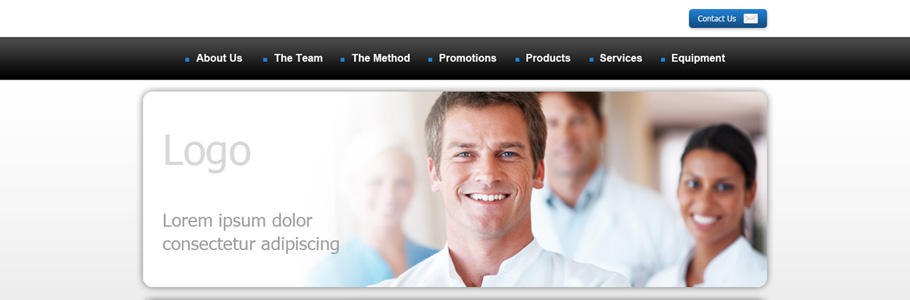 Contact Us
About Us The Team The Method Promotions Products Services Equipment
Logo
Lorem ipsum dolor
consectetur adipiscing